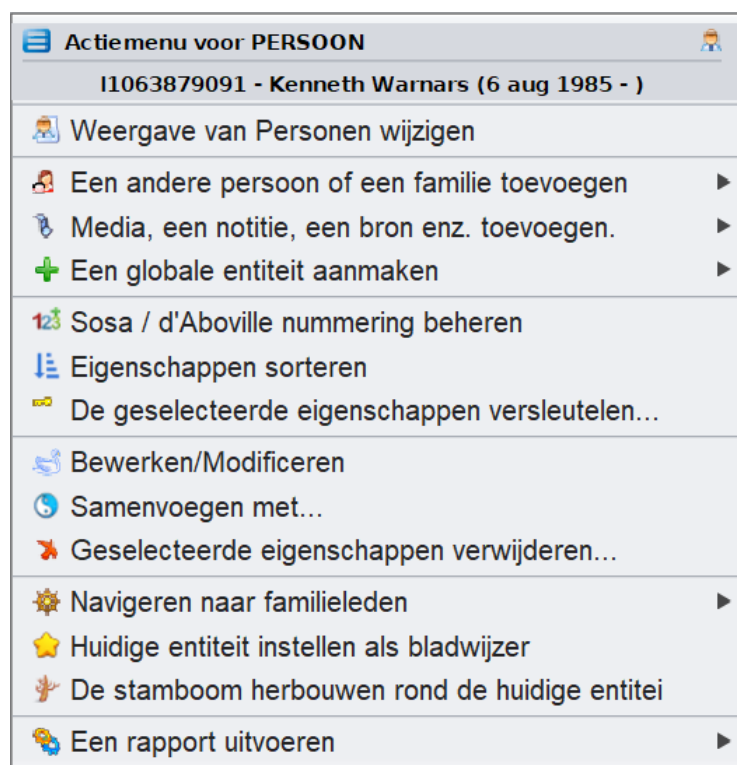 Actiemenu voor PERSOON
I1063879091 - Kenneth Warnars (6 aug 1985 - )
Weergave van Personen wijzigen
Een andere persoon of een familie toevoegen
Media, een notitie, een bron enz. toevoegen.
Een globale entiteit aanmaken
123 Sosa / d'Aboville nummering beheren
Eigenschappen sorteren
De geselecteerde eigenschappen versleutelen...
Bewerken/Modificeren
Samenvoegen met...
Geselecteerde eigenschappen verwijderen...
Navigeren naar familieleden
Huidige entiteit instellen als bladwijzer
De stamboom herbouwen rond de huidige entitei
Een rapport uitvoeren